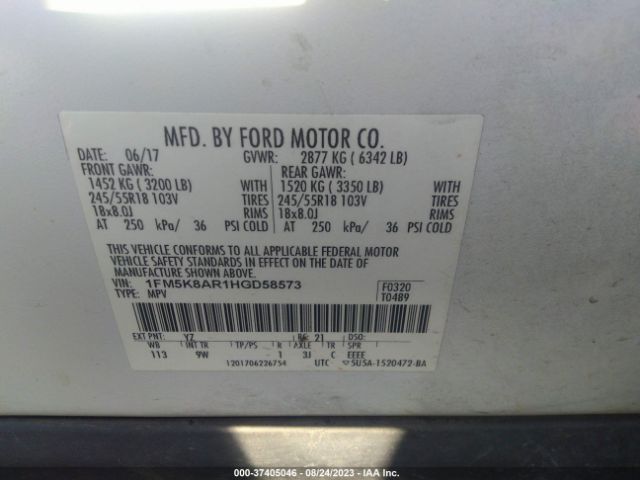 MFD. BY FORD MOTOR CO.
DATE: 06/17 GVWR: 2877 KG ( 6342 LB)
FRONT GAWR: REAR GAWR:
1452 KG ( 3200 LB) WITH 1520 KG ( 3350 LB) WITH
245/55R18 103V TIRES 245/55R18 103V TIRES
18x8.0J RIMS 18x8.0J RIMS
AT 250 kPa/ 36 PSI COLD AT 250 kPa/ 36 PSI COLD
THIS VEHICLE CONFORMS TO ALL APPLICABLE FEDERAL MOTOR
VEHICLE SAFETY STANDARDS IN EFFECT ON THE DATE OF
MANUFACTURE SHOWN ABOVE.
VIN: 1FM5K8AR1HGD58573 F0320
TYPE: MPV T0489
EXT PNT: YZ RC: 21 DSO:
WB INT TR TP/PS R AXLE TR SPR
113 9W 1 3J C EEEE
1201706226754 UTC 5U5A-1520472-BA
000-37405046 - 08/24/2023 - IAA Inc.